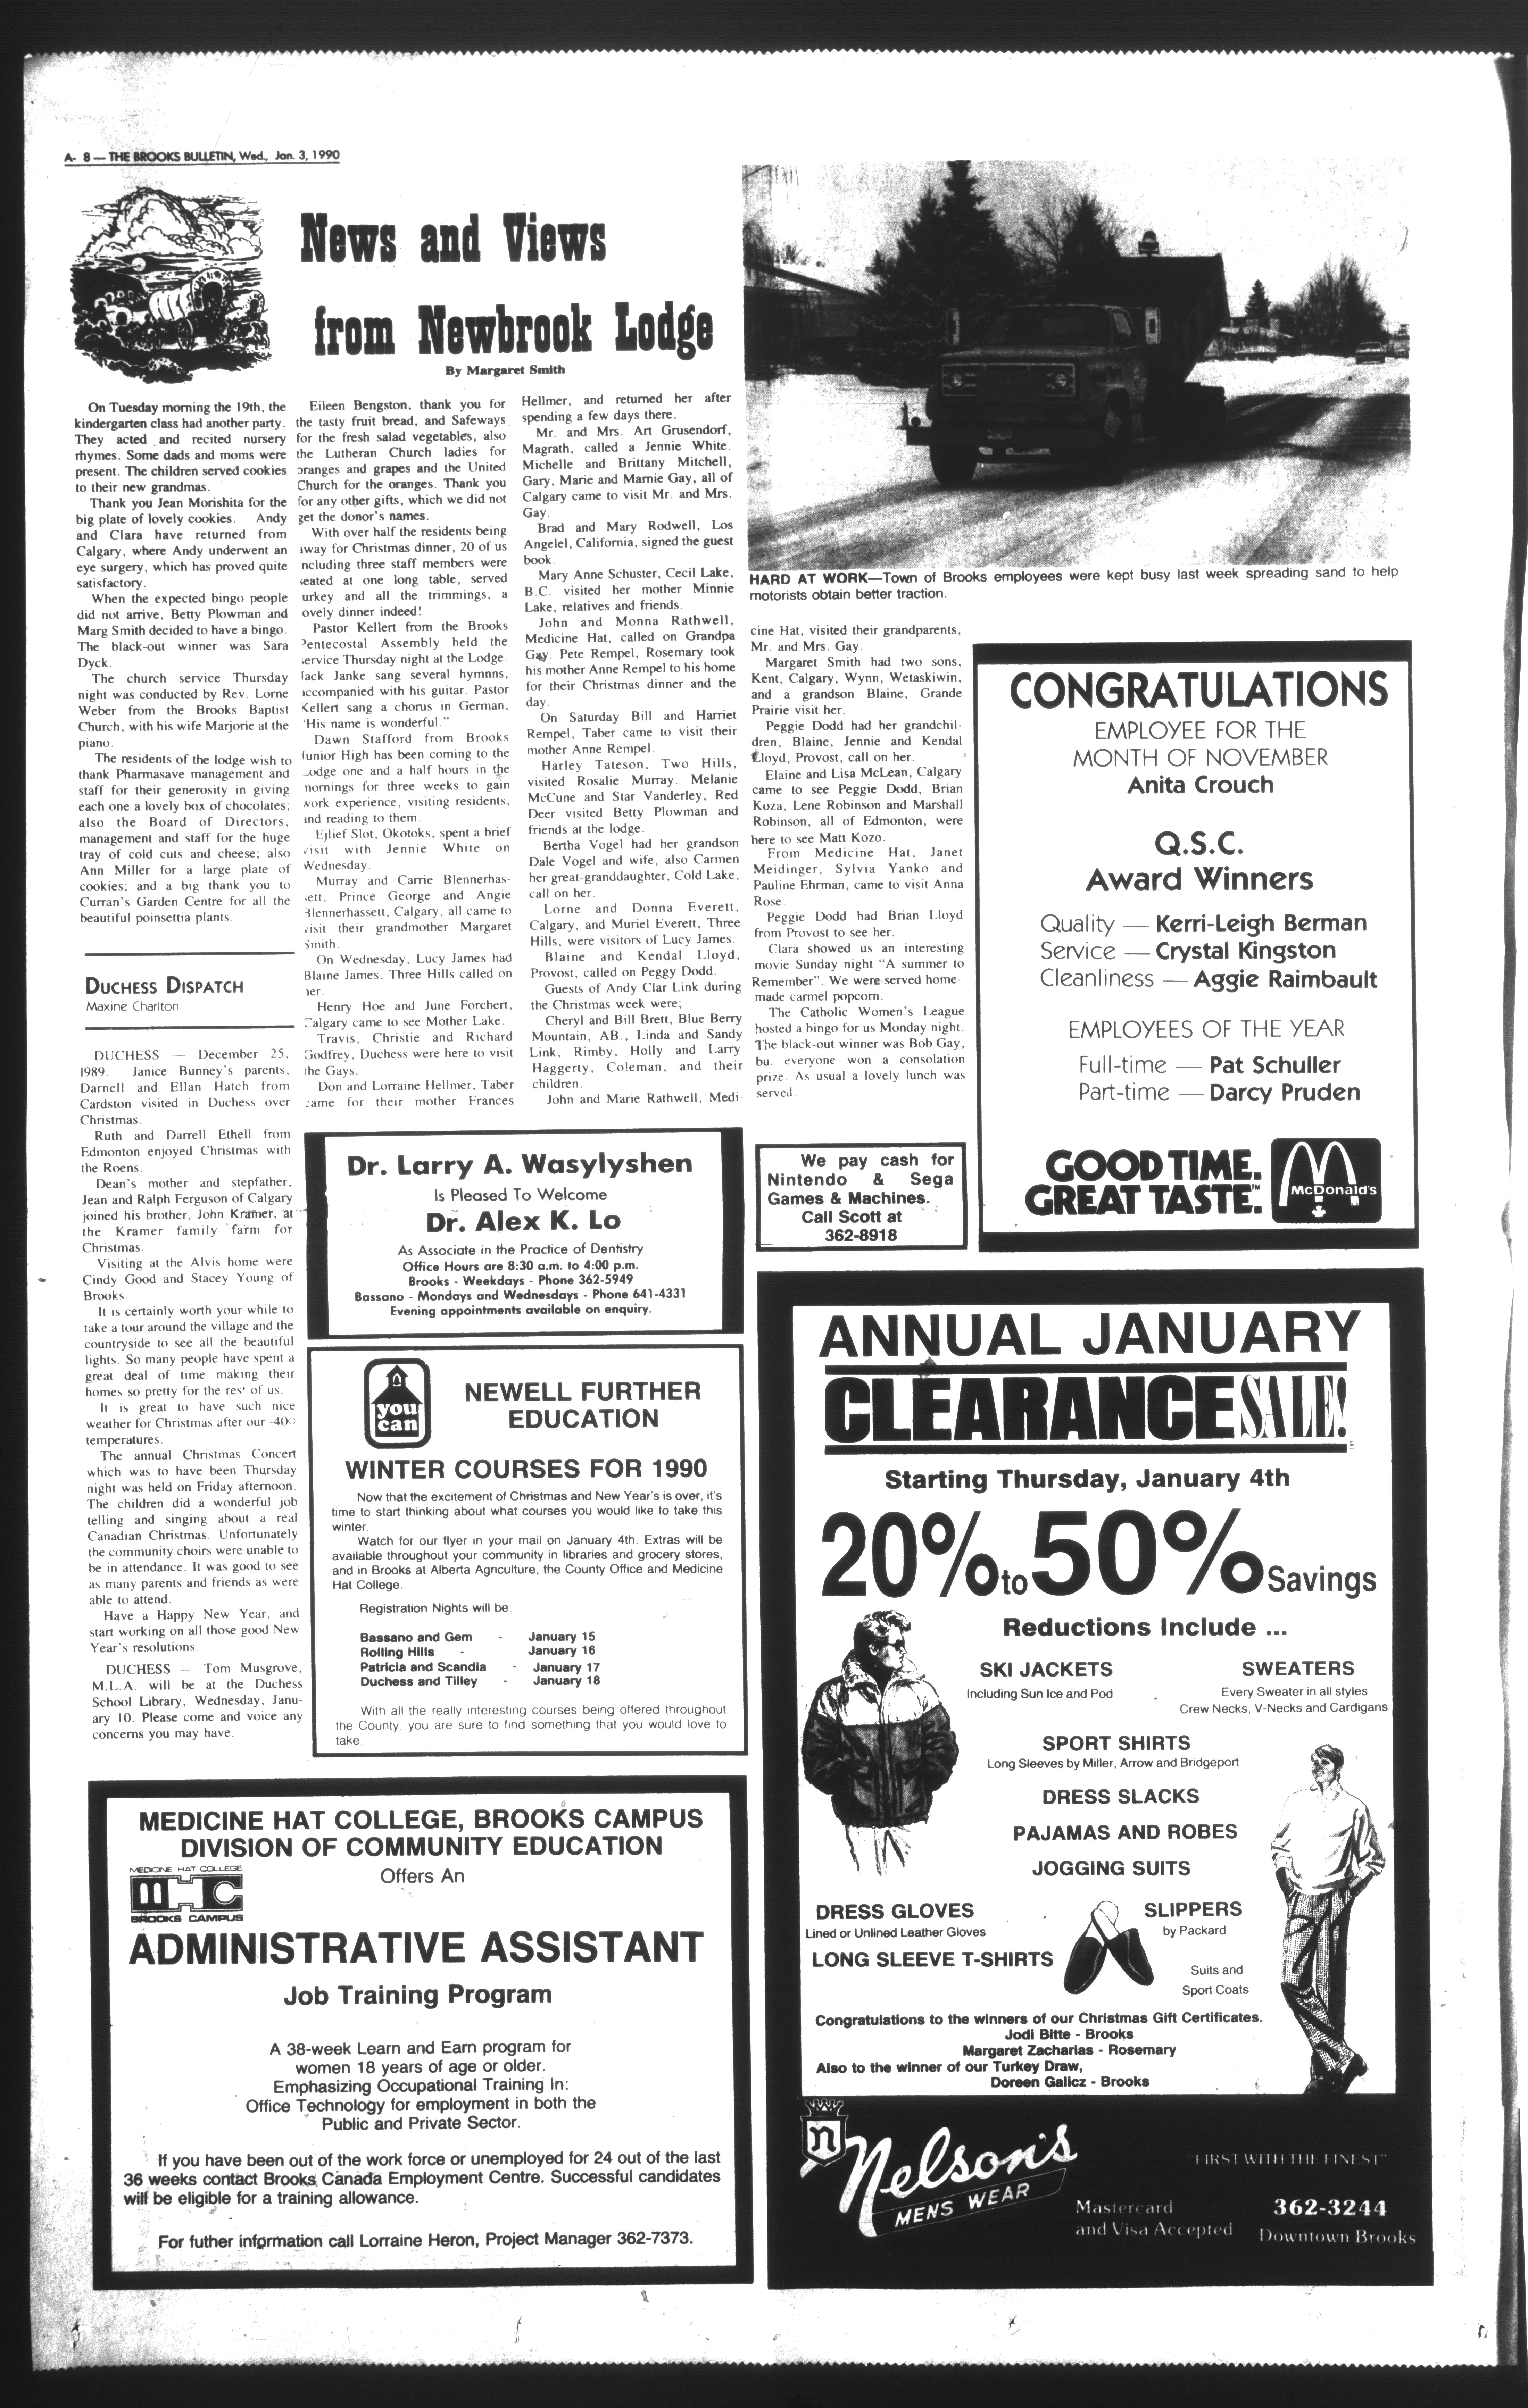 A- 8 — THE BROOKS BULLETIN, Wed., Jan. 3, 1990
News and Views
from Newbrook Lodge
By Margaret Smith
On Tuesday morning the 19th, the
kindergarten class had another party.
They acted and recited nursery
rhymes. Some dads and moms were
present. The children served cookies
to their new grandmas.
Thank you Jean Morishita for the
big plate of lovely cookies. Andy
and Clara have returned from
Calgary, where Andy underwent an
eye surgery, which has proved quite
satisfactory.
When the expected bingo people
did not arrive, Betty Plowman and
Marg Smith decided to have a bingo.
The black-out winner was Sara
Dyck.
The church service Thursday
night was conducted by Rev. Lorne
Weber from the Brooks Baptist
Church, with his wife Marjorie at the
piano.
The residents of the lodge wish to
thank Pharmasave management and
staff for their generosity in giving
each one a lovely box of chocolates;
also the Board of Directors,
management and staff for the huge
tray of cold cuts and cheese; also
Ann Miller for a large plate of
cookies; and a big thank you to
Curran's Garden Centre for all the
beautiful poinsettia plants.
Eileen Bengston, thank you for
the tasty fruit bread, and Safeways
for the fresh salad vegetables, also
the Lutheran Church ladies for
oranges and grapes and the United
Church for the oranges. Thank you
for any other gifts, which we did not
get the donor's names.
With over half the residents being
away for Christmas dinner, 20 of us
including three staff members were
seated at one long table, served
urkey and all the trimmings, a
ovely dinner indeed!
Pastor Kellert from the Brooks
Pentecostal Assembly held the
service Thursday night at the Lodge.
Jack Janke sang several hymnns,
accompanied with his guitar. Pastor
Kellert sang a chorus in German,
'His name is wonderful."
Dawn Stafford from Brooks
Junior High has been coming to the
Lodge one and a half hours in the
mornings for three weeks to gain
work experience, visiting residents,
and reading to them.
Ejlief Slot, Okotoks, spent a brief
visit with Jennie White on
Wednesday.
Murray and Carrie Blennerhas-
sett, Prince George and Angie
Blennerhassett, Calgary, all came to
visit their grandmother Margaret
Smith.
On Wednesday, Lucy James had
Blaine James, Three Hills called on
her.
Henry Hoe and June Forchert,
Calgary came to see Mother Lake.
Travis, Christie and Richard
Godfrey, Duchess were here to visit
the Gays.
Don and Lorraine Hellmer, Taber
came for their mother Frances
Hellmer, and returned her after
spending a few days there.
Mr. and Mrs. Art Grusendorf,
Magrath, called a Jennie White.
Michelle and Brittany Mitchell,
Gary, Marie and Mamie Gay, all of
Calgary came to visit Mr. and Mrs.
Gay.
Brad and Mary Rodwell, Los
Angelel, California, signed the guest
book.
Mary Anne Schuster, Cecil Lake,
B.C. visited her mother Minnie
Lake, relatives and friends.
John and Monna Rathwell,
Medicine Hat, called on Grandpa
Gay. Pete Rempel, Rosemary took
his mother Anne Rempel to his home
for their Christmas dinner and the
day.
On Saturday Bill and Harriet
Rempel, Taber came to visit their
mother Anne Rempel.
Harley Tateson, Two Hills,
visited Rosalie Murray. Melanie
McCune and Star Vanderley, Red
Deer visited Betty Plowman and
friends at the lodge.
Bertha Vogel had her grandson
Dale Vogel and wife, also Carmen
her great-granddaughter, Cold Lake,
call on her.
Lorne and Donna Everett,
Calgary, and Muriel Everett, Three
Hills, were visitors of Lucy James.
Blaine and Kendal Lloyd,
Provost, called on Peggy Dodd.
Guests of Andy Clar Link during
the Christmas week were;
Cheryl and Bill Brett, Blue Berry
Mountain, AB., Linda and Sandy
Link, Rimby, Holly and Larry
Haggerty, Coleman, and their
children.
John and Marie Rathwell, Medi-
cine Hat, visited their grandparents,
Mr. and Mrs. Gay.
Margaret Smith had two sons,
Kent, Calgary, Wynn, Wetaskiwin,
and a grandson Blaine, Grande
Prairie visit her.
Peggie Dodd had her grandchil-
dren, Blaine, Jennie and Kendal
Lloyd, Provost, call on her.
Elaine and Lisa McLean, Calgary
came to see Peggie Dodd, Brian
Koza, Lene Robinson and Marshall
Robinson, all of Edmonton, were
here to see Matt Kozo.
From Medicine Hat, Janet
Meidinger, Sylvia Yanko and
Pauline Ehrman, came to visit Anna
Rose.
Peggie Dodd had Brian Lloyd
from Provost to see her.
Clara showed us an interesting
movie Sunday night "A summer to
Remember". We were served home-
made carmel popcorn.
The Catholic Women's League
hosted a bingo for us Monday night.
The black-out winner was Bob Gay,
bu. everyone won a consolation
prize. As usual a lovely lunch was
served.
HARD AT WORK—Town of Brooks employees were kept busy last week spreading sand to help
motorists obtain better traction.
DUCHESS DISPATCH
Maxine Charlton
DUCHESS — December 25,
1989. Janice Bunney's parents,
Darnell and Ellan Hatch from
Cardston visited in Duchess over
Christmas.
Ruth and Darrell Ethell from
Edmonton enjoyed Christmas with
the Roens.
Dean's mother and stepfather,
Jean and Ralph Ferguson of Calgary
joined his brother, John Kramer, at
the Kramer family farm for
Christmas.
Visiting at the Alvis home were
Cindy Good and Stacey Young of
Brooks.
It is certainly worth your while to
take a tour around the village and the
countryside to see all the beautiful
lights. So many people have spent a
great deal of time making their
homes so pretty for the res' of us.
It is great to have such nice
weather for Christmas after our -40°
temperatures.
The annual Christmas Concert
which was to have been Thursday
night was held on Friday afternoon.
The children did a wonderful job
telling and singing about a real
Canadian Christmas. Unfortunately
the community choirs were unable to
be in attendance. It was good to see
as many parents and friends as were
able to attend.
Have a Happy New Year, and
start working on all those good New
Year's resolutions.
DUCHESS — Tom Musgrove,
M.L.A. will be at the Duchess
School Library, Wednesday, Janu-
ary 10. Please come and voice any
concerns you may have.
Dr. Larry A. Wasylyshen
Is Pleased To Welcome
Dr. Alex K. Lo
As Associate in the Practice of Dentistry
Office Hours are 8:30 a.m. to 4:00 p.m.
Brooks - Weekdays - Phone 362-5949
Bassano - Mondays and Wednesdays - Phone 641-4331
Evening appointments available on enquiry.
We pay cash for
Nintendo & Sega
Games & Machines.
Call Scott at
362-8918
CONGRATULATIONS
EMPLOYEE FOR THE
MONTH OF NOVEMBER
Anita Crouch
Q.S.C.
Award Winners
Quality — Kerri-Leigh Berman
Service — Crystal Kingston
Cleanliness — Aggie Raimbault
EMPLOYEES OF THE YEAR
Full-time — Pat Schuller
Part-time — Darcy Pruden
GOOD TIME.
GREAT TASTE.™
McDonald's
you
can
NEWELL FURTHER
EDUCATION
WINTER COURSES FOR 1990
Now that the excitement of Christmas and New Year's is over, it's
time to start thinking about what courses you would like to take this
winter.
Watch for our flyer in your mail on January 4th. Extras will be
available throughout your community in libraries and grocery stores,
and in Brooks at Alberta Agriculture, the County Office and Medicine
Hat College.
Registration Nights will be:
Bassano and Gem - January 15
Rolling Hills - January 16
Patricia and Scandia - January 17
Duchess and Tilley - January 18
With all the really interesting courses being offered throughout
the County, you are sure to find something that you would love to
take.
MEDICINE HAT COLLEGE, BROOKS CAMPUS
DIVISION OF COMMUNITY EDUCATION
MEDICINE HAT COLLEGE
mHC
BROOKS CAMPUS
Offers An
ADMINISTRATIVE ASSISTANT
Job Training Program
A 38-week Learn and Earn program for
women 18 years of age or older.
Emphasizing Occupational Training In:
Office Technology for employment in both the
Public and Private Sector.
If you have been out of the work force or unemployed for 24 out of the last
36 weeks contact Brooks Canada Employment Centre. Successful candidates
will be eligible for a training allowance.
For futher information call Lorraine Heron, Project Manager 362-7373.
ANNUAL JANUARY
CLEARANCE SALE!
Starting Thursday, January 4th
20% to 50% Savings
Reductions Include ...
SKI JACKETS
Including Sun Ice and Pod
SWEATERS
Every Sweater in all styles
Crew Necks, V-Necks and Cardigans
SPORT SHIRTS
Long Sleeves by Miller, Arrow and Bridgeport
DRESS SLACKS
PAJAMAS AND ROBES
JOGGING SUITS
DRESS GLOVES
Lined or Unlined Leather Gloves
LONG SLEEVE T-SHIRTS
SLIPPERS
by Packard
Suits and
Sport Coats
Congratulations to the winners of our Christmas Gift Certificates.
Jodi Bitte - Brooks
Margaret Zacharias - Rosemary
Also to the winner of our Turkey Draw,
Doreen Galicz - Brooks
n
Nelson's
MENS WEAR
"FIRST WITH THE FINEST"
Mastercard
and Visa Accepted
362-3244
Downtown Brooks